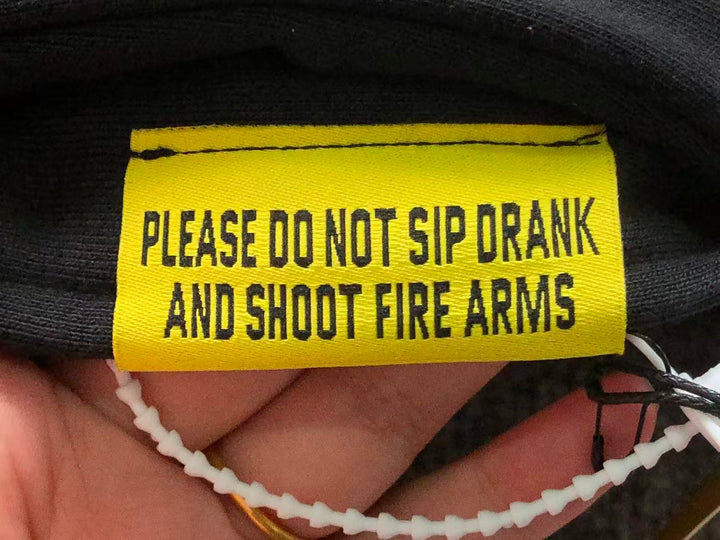 PLEASE DO NOT SIP DRANK
AND SHOOT FIRE ARMS